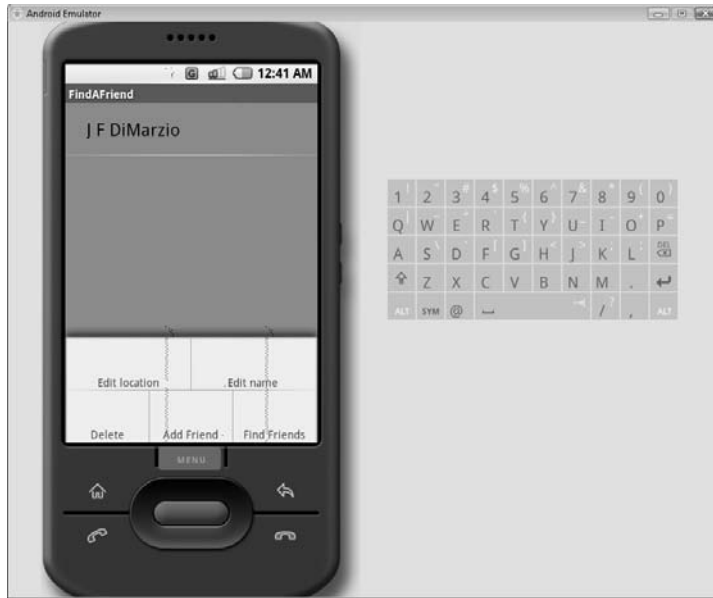 Android Emulator
G 12:41 AM
FindAFriend
J F DiMarzio
Edit location Edit name
Delete Add Friend Find Friends
MENU
1 ! 2 3 # 4 $ 5 % 6 ^ 7 & 8 * 9 ( 0 )
Q W E R T { Y } U - I O + P =
A S \ D F [ G ] H < J > K L DEL
Z X C V B N M .
ALT SYM @ / ? , ALT